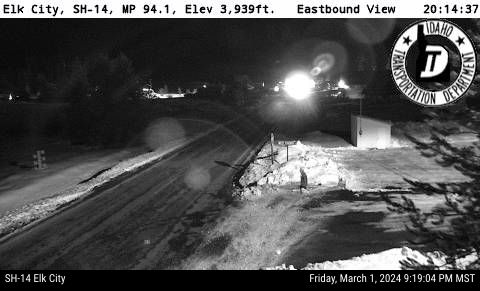 Elk City, SH-14, MP 94.1, Elev 3,939ft. Eastbound View 20:14:37
IDAHO
TRANSPORTATION DEPARTMENT
SH-14 Elk City Friday, March 1, 2024 9:19:04 PM MST